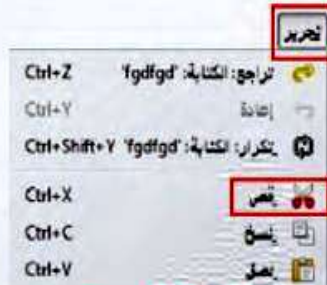 تحرير
تراجع: الكتابة: 'fgdfgd' Ctrl+Z
إعادة Ctrl+Y
تكرار: الكتابة: 'fgdfgd' Ctrl+Shift+Y
قص Ctrl+X
نسخ Ctrl+C
لصق Ctrl+V